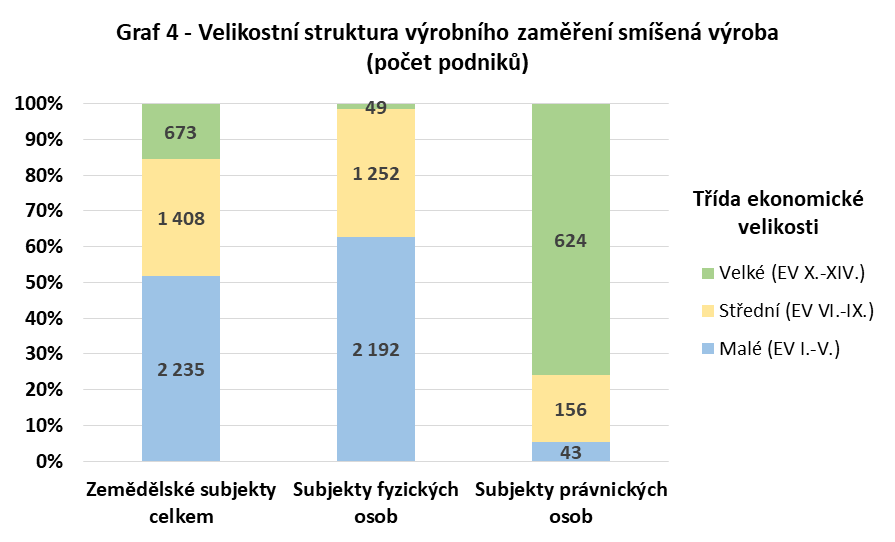 Graf 4 - Velikostní struktura výrobního zaměření smíšená výroba
(počet podniků)
100%
90%
80%
70%
60%
50%
40%
30%
20%
10%
0%
673
1 408
2 235
49
1 252
2 192
624
156
43
Zemědělské subjekty
celkem
Subjekty fyzických
osob
Subjekty právnických
osob
Třída ekonomické
velikosti
Velké (EV X.-XIV.)
Střední (EV VI.-IX.)
Malé (EV I.-V.)